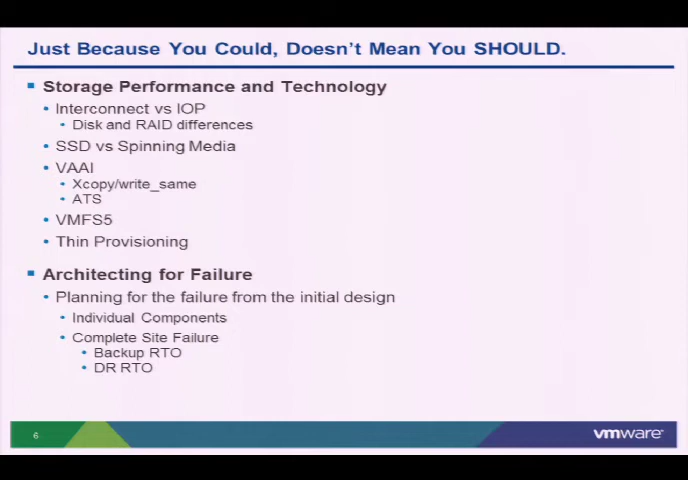 Just Because You Could, Doesn't Mean You SHOULD.
Storage Performance and Technology
Interconnect vs IOP
Disk and RAID differences
SSD vs Spinning Media
VAAI
Xcopy/write_same
ATS
VMFS5
Thin Provisioning
Architecting for Failure
Planning for the failure from the initial design
Individual Components
Complete Site Failure
Backup RTO
DR RTO
6
vmware